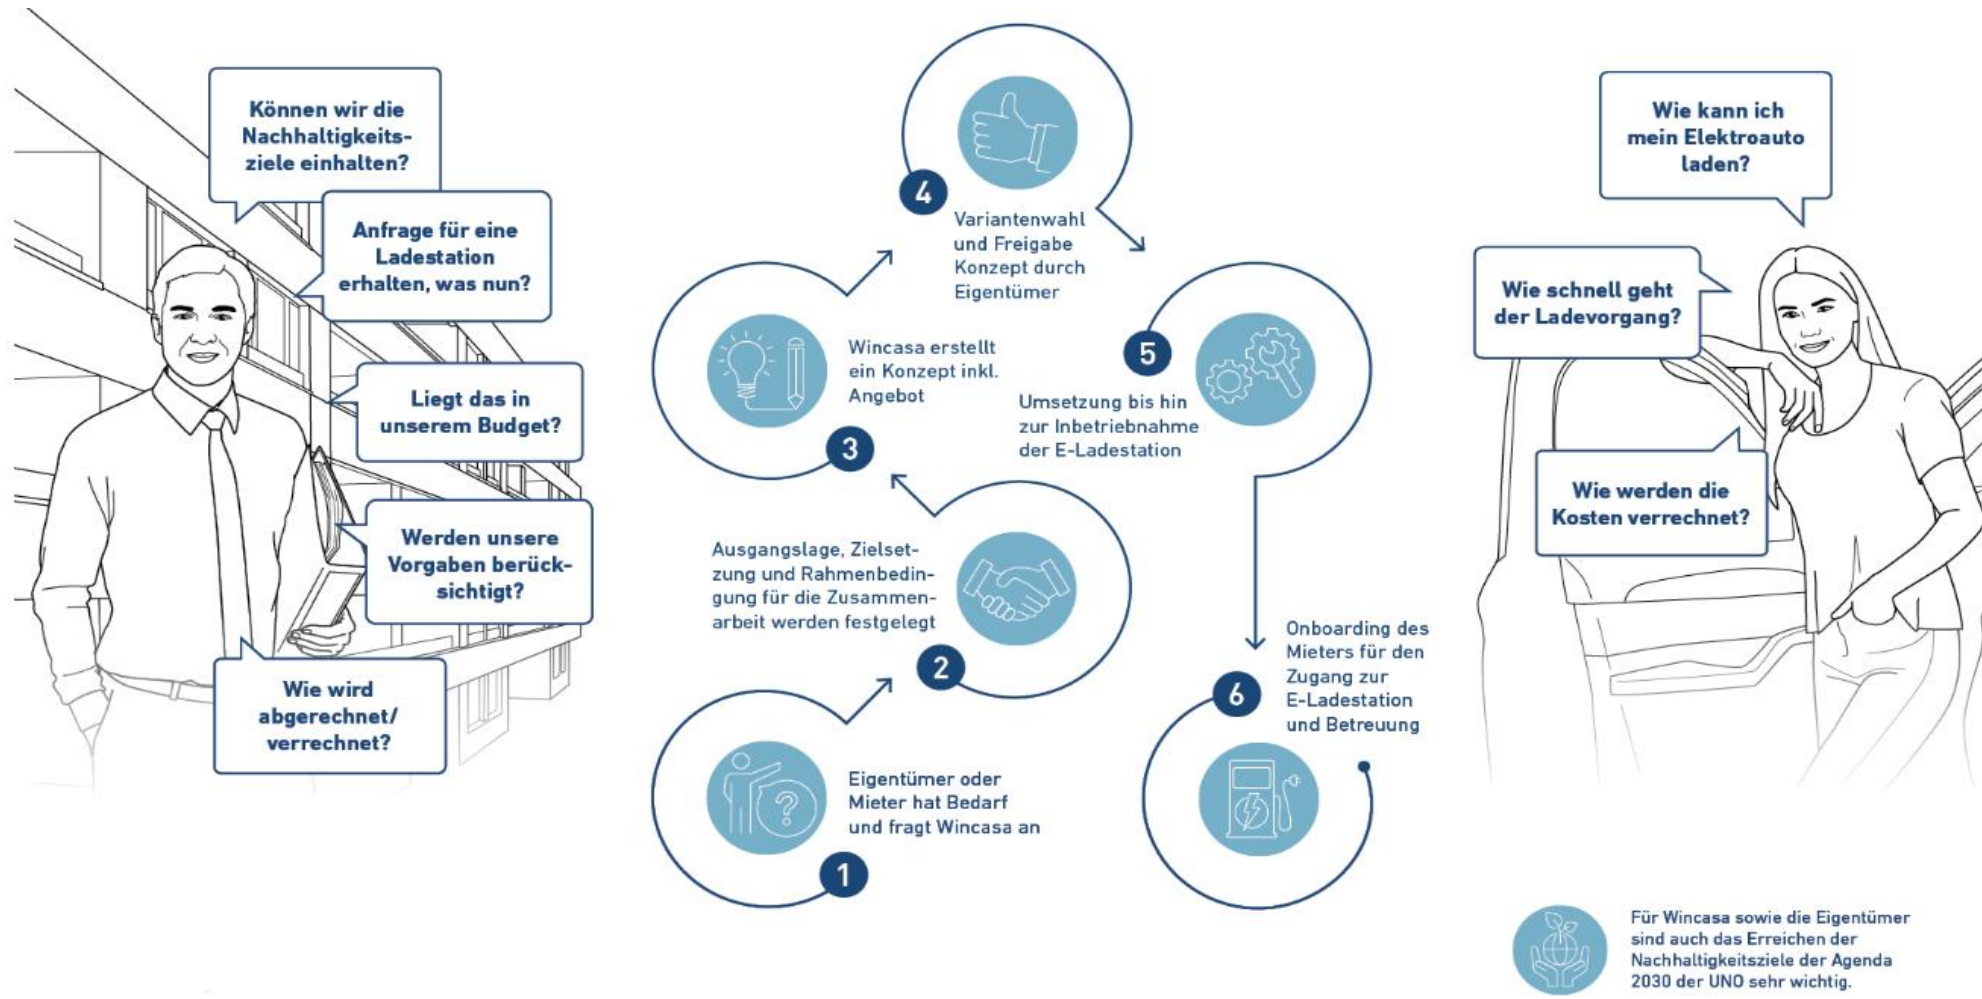 Können wir die
Nachhaltigkeits-
ziele einhalten?
Anfrage für eine
Ladestation
erhalten, was nun?
Liegt das in
unserem Budget?
Werden unsere
Vorgaben berück-
sichtigt?
Wie wird
abgerechnet/
verrechnet?
1
Eigentümer oder
Mieter hat Bedarf
und fragt Wincasa an
?
2
Ausgangslage, Zielset-
zung und Rahmenbedin-
gung für die Zusammen-
arbeit werden festgelegt
3
Wincasa erstellt
ein Konzept inkl.
Angebot
4
Variantenwahl
und Freigabe
Konzept durch
Eigentümer
5
Umsetzung bis hin
zur Inbetriebnahme
der E-Ladestation
6
Onboarding des
Mieters für den
Zugang zur
E-Ladestation
und Betreuung
Wie kann ich
mein Elektroauto
laden?
Wie schnell geht
der Ladevorgang?
Wie werden die
Kosten verrechnet?
Für Wincasa sowie die Eigentümer
sind auch das Erreichen der
Nachhaltigkeitsziele der Agenda
2030 der UNO sehr wichtig.